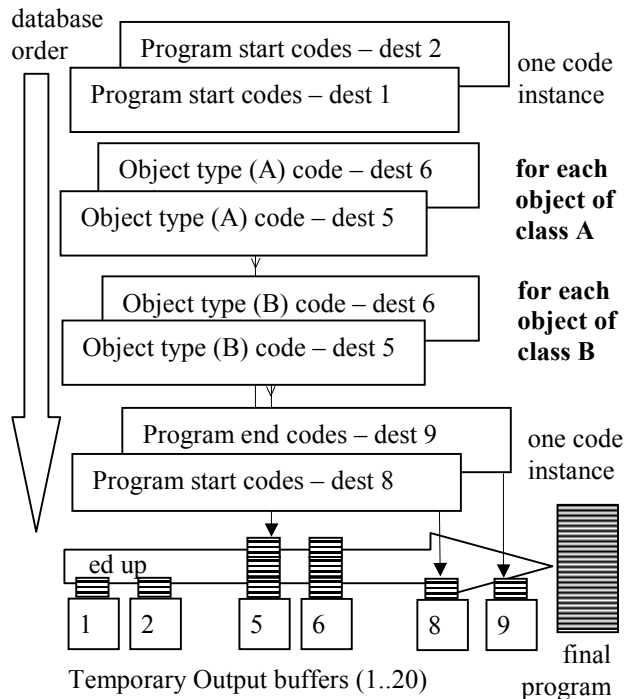 database
order
Program start codes – dest 2
Program start codes – dest 1
one code
instance
Object type (A) code – dest 6
Object type (A) code – dest 5
for each
object of
class A
Object type (B) code – dest 6
Object type (B) code – dest 5
for each
object of
class B
Program end codes – dest 9
Program start codes – dest 8
one code
instance
ed up
1
2
5
6
8
9
final
program
Temporary Output buffers (1..20)